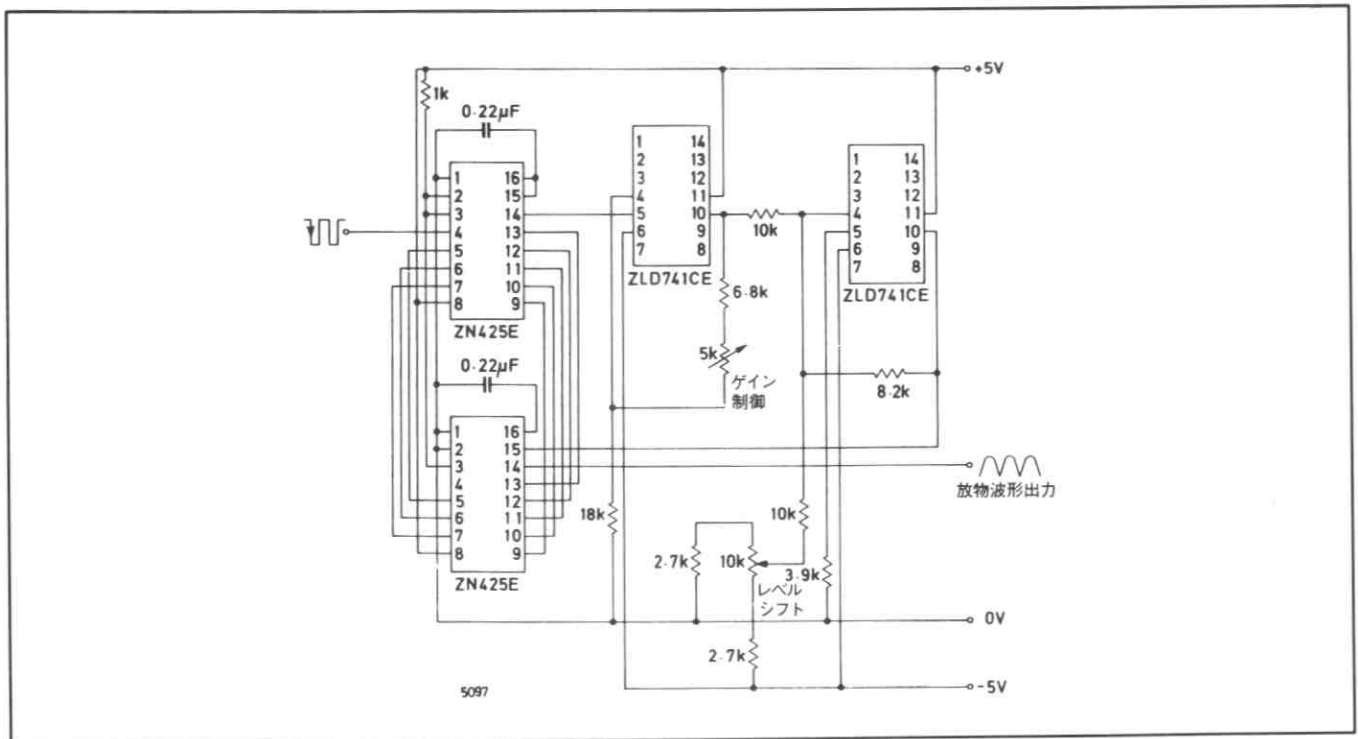 +5V
1k
0.22µF
1 16
2 15
3 14
4 13
5 12
6 11
7 10
8 9
ZN425E
1 14
2 13
3 12
4 11
5 10
6 9
7 8
ZLD741CE
10k
1 14
2 13
3 12
4 11
5 10
6 9
7 8
ZLD741CE
6.8k
5k
ゲイン
制御
8.2k
0.22µF
1 16
2 15
3 14
4 13
5 12
6 11
7 10
8 9
ZN425E
放物波形出力
18k
10k
2.7k
10k
3.9k
レベル
シフト
0V
2.7k
-5V
5097